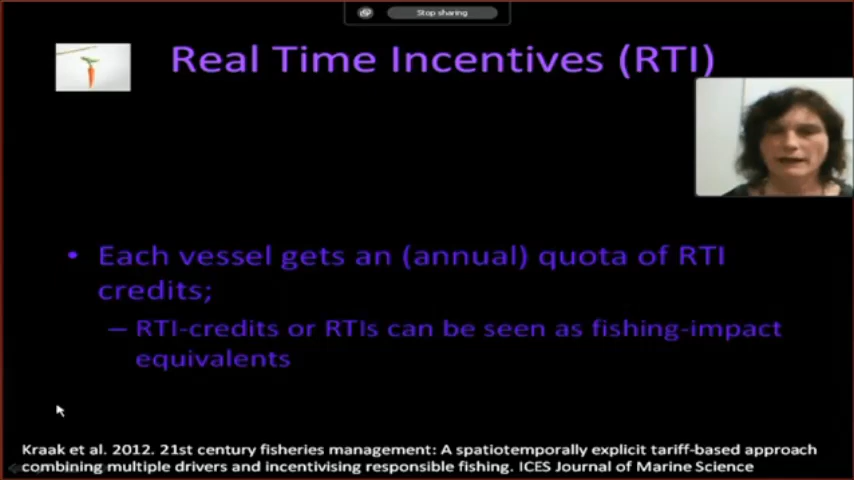 Stop sharing
Real Time Incentives (RTI)
• Each vessel gets an (annual) quota of RTI
credits;
– RTI-credits or RTIs can be seen as fishing-impact
equivalents
Kraak et al. 2012. 21st century fisheries management: A spatiotemporally explicit tariff-based approach
combining multiple drivers and incentivising responsible fishing. ICES Journal of Marine Science